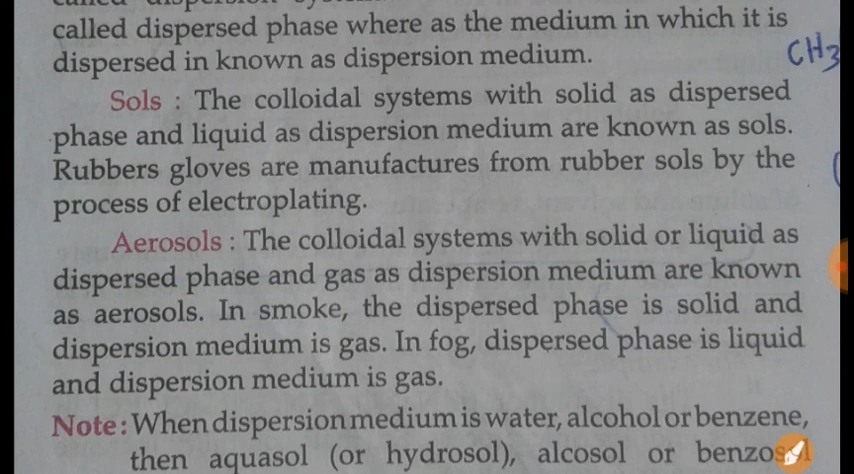 called dispersed phase where as the medium in which it is
dispersed in known as dispersion medium.
CH3
Sols : The colloidal systems with solid as dispersed
phase and liquid as dispersion medium are known as sols.
Rubbers gloves are manufactures from rubber sols by the
process of electroplating.
Aerosols : The colloidal systems with solid or liquid as
dispersed phase and gas as dispersion medium are known
as aerosols. In smoke, the dispersed phase is solid and
dispersion medium is gas. In fog, dispersed phase is liquid
and dispersion medium is gas.
Note : When dispersion medium is water, alcohol or benzene,
then aquasol (or hydrosol), alcosol or